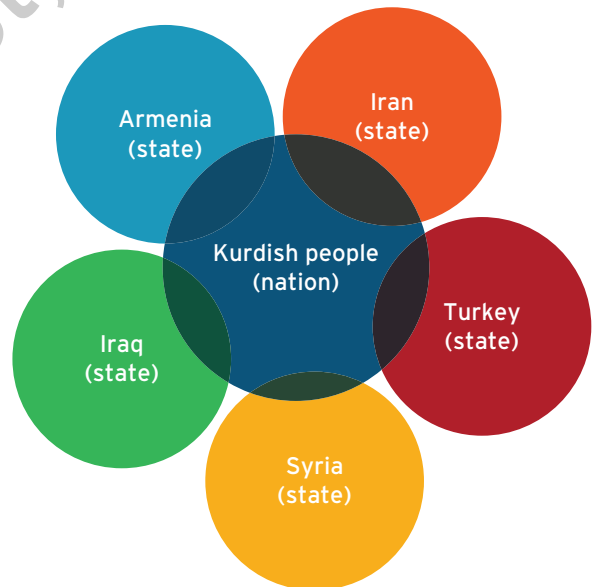 Armenia
(state)
Iran
(state)
Kurdish people
(nation)
Turkey
(state)
Iraq
(state)
Syria
(state)